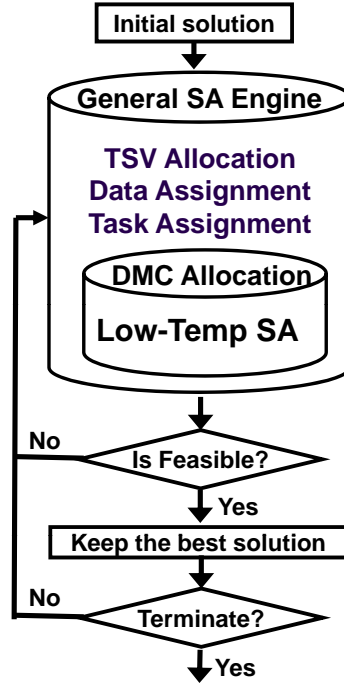 Initial solution
General SA Engine
TSV Allocation
Data Assignment
Task Assignment
DMC Allocation
Low-Temp SA
No
Is Feasible?
Yes
Keep the best solution
No
Terminate?
Yes